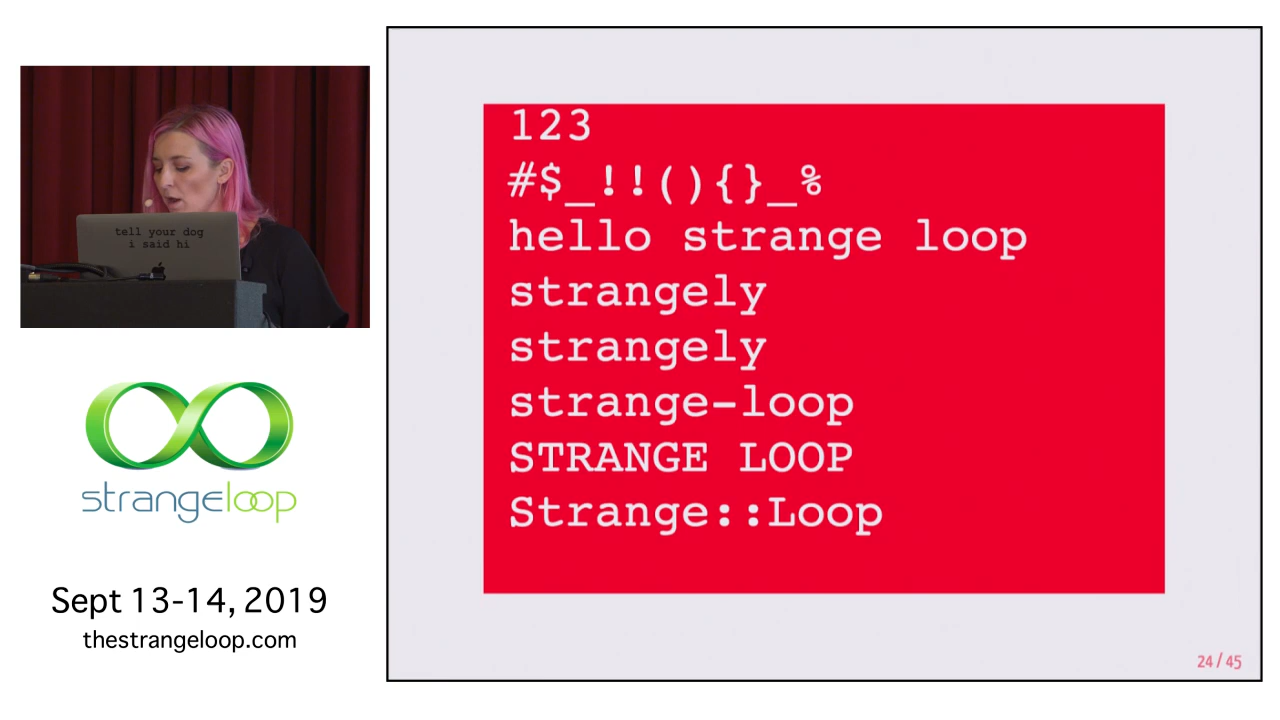 tell your dog
i said hi
strangeloop
Sept 13-14, 2019
thestrangeloop.com
123
#$_!!(){}_%
hello strange loop
strangely
strangely
strange-loop
STRANGE LOOP
Strange::Loop
24/45